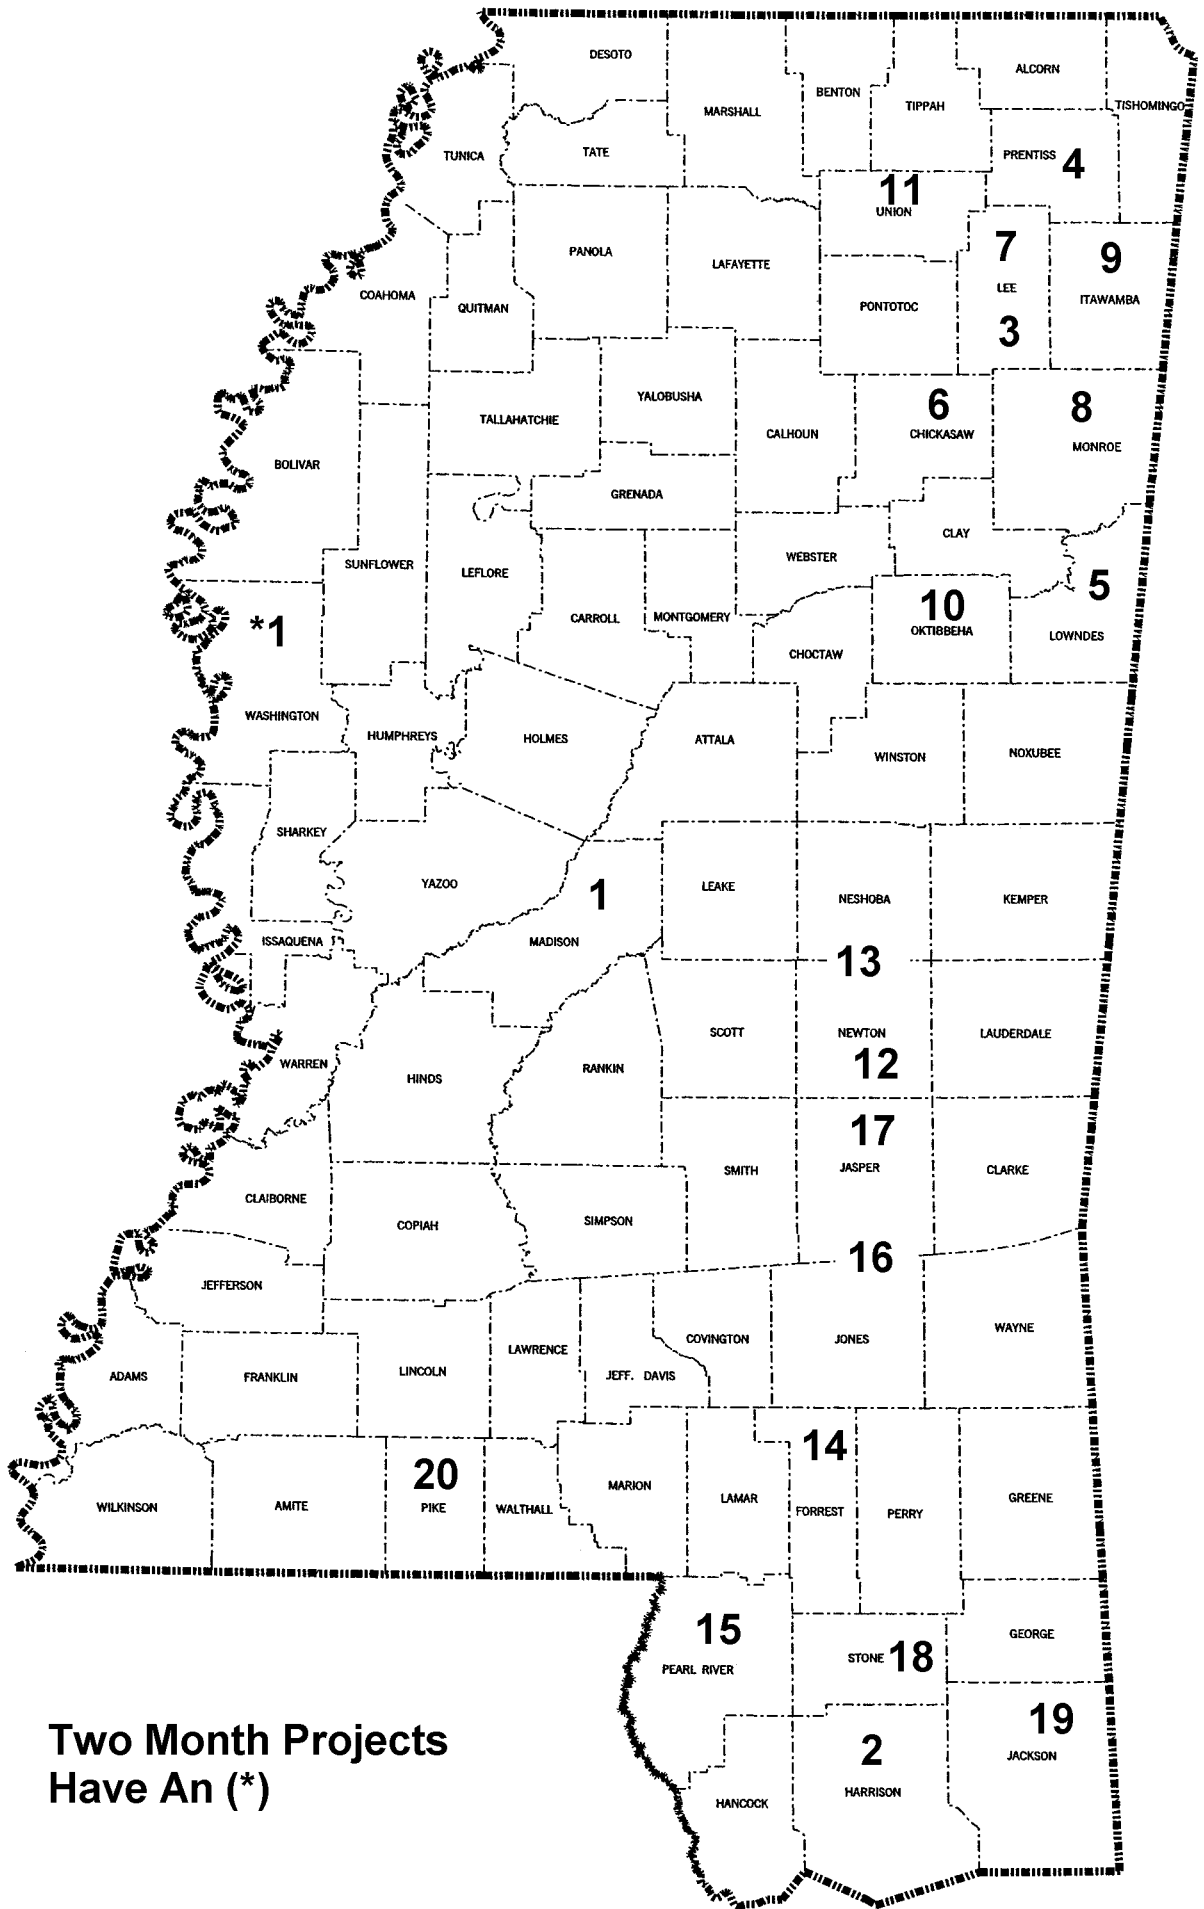 DESOTO
ALCORN
BENTON
TISHOMINGO
TIPPAH
MARSHALL
TUNICA
TATE
PRENTISS 4
11
UNION
PANOLA
LAFAYETTE
7
9
COAHOMA
QUITMAN
PONTOTOC
LEE
ITAWAMBA
3
YALOBUSHA
6
8
TALLAHATCHIE
CALHOUN
CHICKASAW
MONROE
BOLIVAR
GRENADA
CLAY
SUNFLOWER
LEFLORE
WEBSTER
5
*1
CARROLL
MONTGOMERY
10
OKTIBBEHA
LOWNDES
CHOCTAW
WASHINGTON
HUMPHREYS
HOLMES
ATTALA
WINSTON
NOXUBEE
SHARKEY
YAZOO
1
LEAKE
NESHOBA
KEMPER
ISSAQUENA
MADISON
13
SCOTT
NEWTON
LAUDERDALE
WARREN
HINDS
RANKIN
12
17
SMITH
JASPER
CLARKE
CLAIBORNE
COPIAH
SIMPSON
16
JEFFERSON
COVINGTON
JONES
WAYNE
ADAMS
FRANKLIN
LINCOLN
LAWRENCE
JEFF. DAVIS
14
20
WILKINSON
AMITE
PIKE
WALTHALL
MARION
LAMAR
FORREST
PERRY
GREENE
15
GEORGE
PEARL RIVER
STONE 18
19
Two Month Projects
Have An (*)
2
JACKSON
HANCOCK
HARRISON